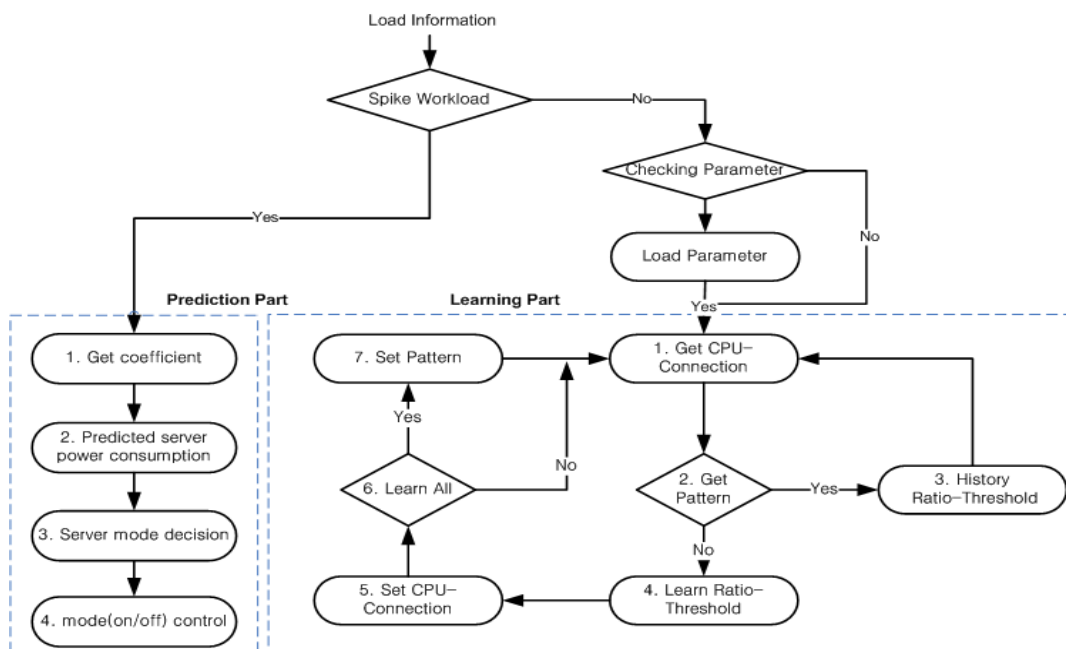 Load Information
Spike Workload
No
Checking Parameter
Yes
No
Load Parameter
Prediction Part
Learning Part
Yes
1. Get coefficient
7. Set Pattern
1. Get CPU-
Connection
Yes
2. Predicted server
power consumption
No
6. Learn All
2. Get
Pattern
Yes
3. History
Ratio-Threshold
3. Server mode decision
No
5. Set CPU-
Connection
4. Learn Ratio-
Threshold
4. mode(on/off) control